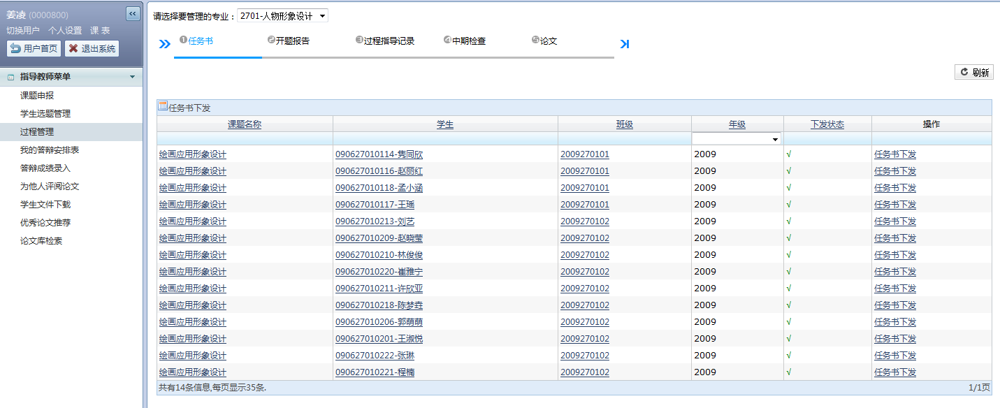 姜凌 (0000800)
切换用户 个人设置 课 表
用户首页 退出系统
指导教师菜单
课题申报
学生选题管理
过程管理
我的答辩安排表
答辩成绩录入
为他人评阅论文
学生文件下载
优秀论文推荐
论文库检索
请选择要管理的专业： 2701-人物形象设计
1任务书 2开题报告 3过程指导记录 4中期检查 5论文
刷新
任务书下发
课题名称 学生 班级 年级 下发状态 操作
绘画应用形象设计 090627010114-隽同欣 2009270101 2009 √ 任务书下发
绘画应用形象设计 090627010116-赵丽红 2009270101 2009 √ 任务书下发
绘画应用形象设计 090627010118-孟小涵 2009270101 2009 √ 任务书下发
绘画应用形象设计 090627010117-王瑶 2009270101 2009 √ 任务书下发
绘画应用形象设计 090627010213-刘艺 2009270102 2009 √ 任务书下发
绘画应用形象设计 090627010209-赵晓莹 2009270102 2009 √ 任务书下发
绘画应用形象设计 090627010210-林俊俊 2009270102 2009 √ 任务书下发
绘画应用形象设计 090627010220-崔雅宁 2009270102 2009 √ 任务书下发
绘画应用形象设计 090627010211-许欣亚 2009270102 2009 √ 任务书下发
绘画应用形象设计 090627010218-陈梦垚 2009270102 2009 √ 任务书下发
绘画应用形象设计 090627010206-郭萌萌 2009270102 2009 √ 任务书下发
绘画应用形象设计 090627010201-王淑悦 2009270102 2009 √ 任务书下发
绘画应用形象设计 090627010222-张琳 2009270102 2009 √ 任务书下发
绘画应用形象设计 090627010221-程楠 2009270102 2009 √ 任务书下发
共有14条信息,每页显示35条. 1/1页